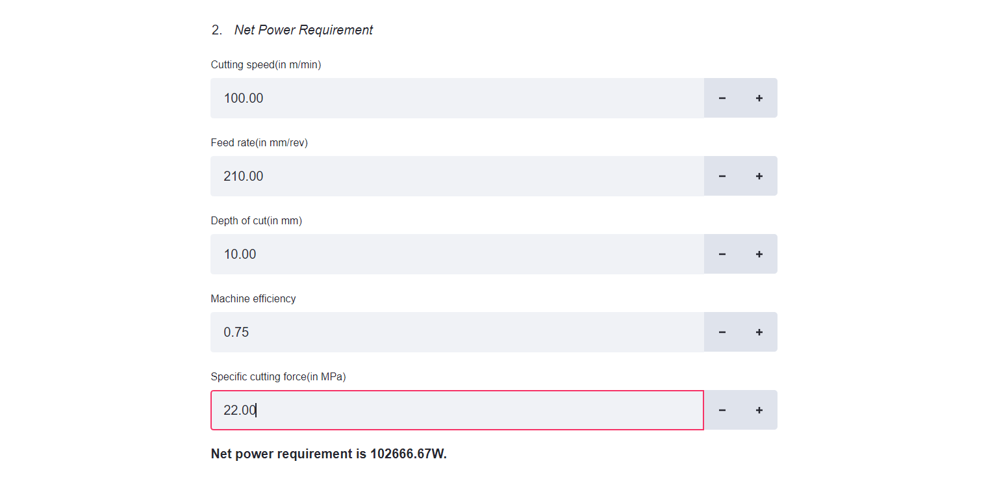 2. Net Power Requirement
Cutting speed(in m/min)
100.00
Feed rate(in mm/rev)
210.00
Depth of cut(in mm)
10.00
Machine efficiency
0.75
Specific cutting force(in MPa)
22.00
Net power requirement is 102666.67W.